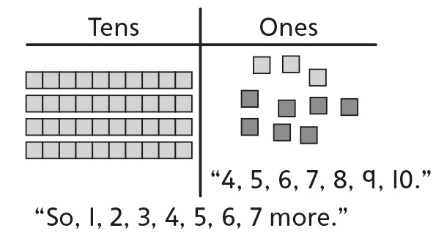 Tens Ones
“4, 5, 6, 7, 8, 9, 10.”
“So, 1, 2, 3, 4, 5, 6, 7 more.”